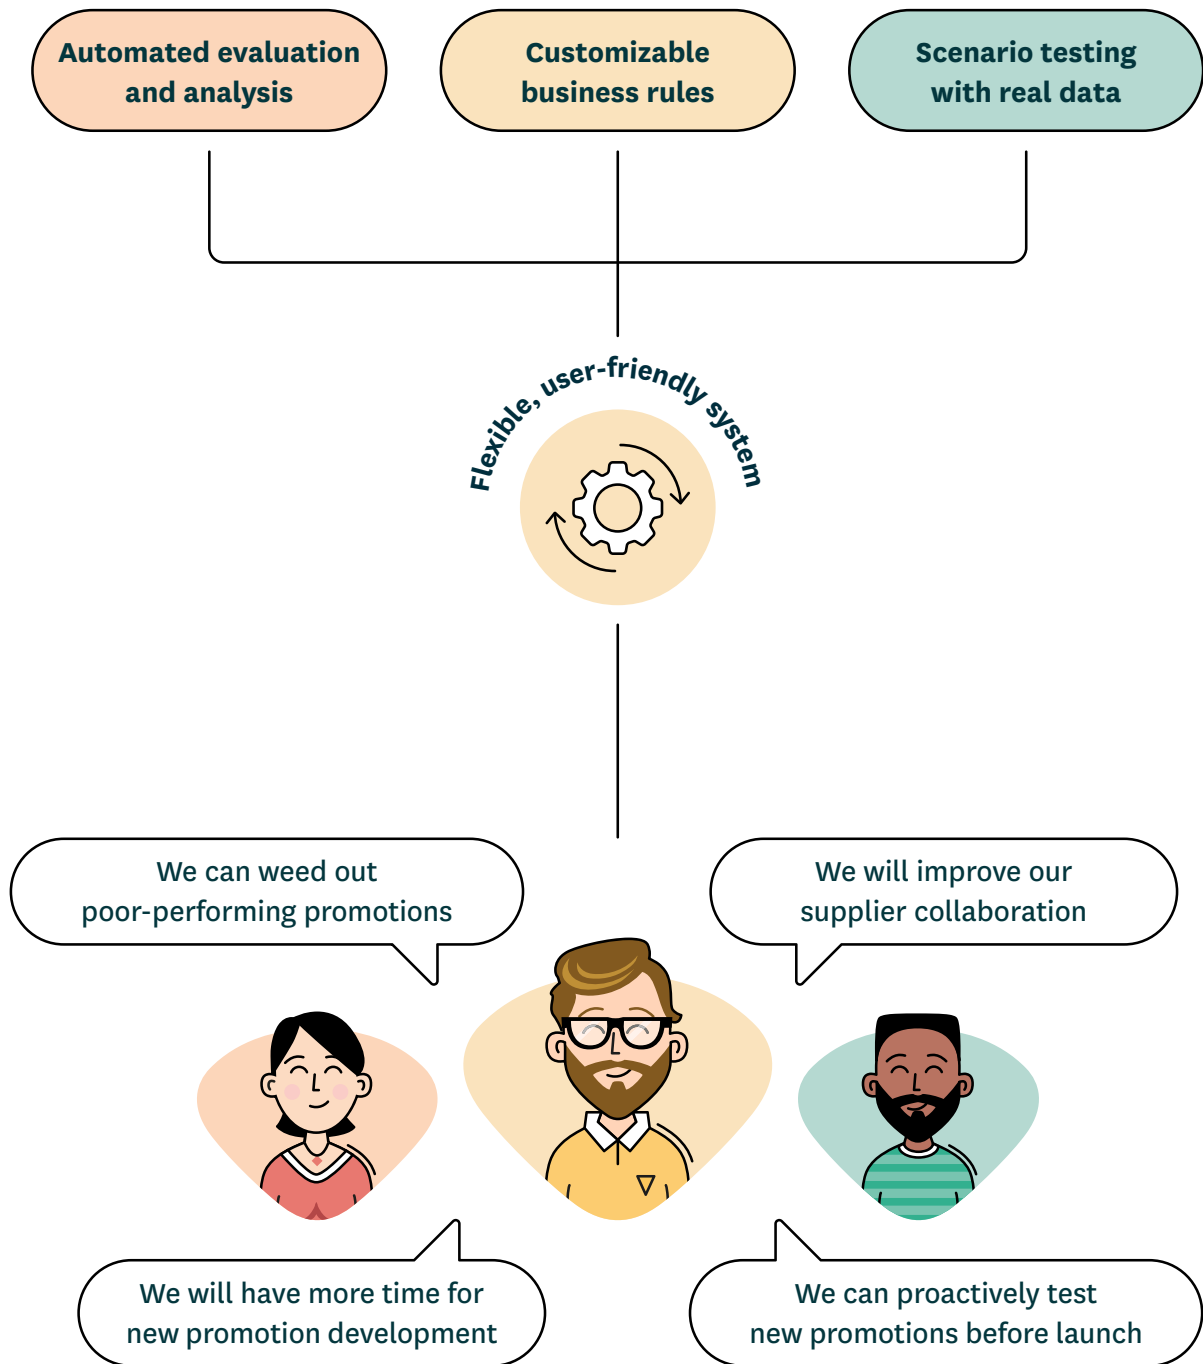 Automated evaluation
and analysis
Customizable
business rules
Scenario testing
with real data
Flexible, user-friendly system
We can weed out
poor-performing promotions
We will improve our
supplier collaboration
We will have more time for
new promotion development
We can proactively test
new promotions before launch